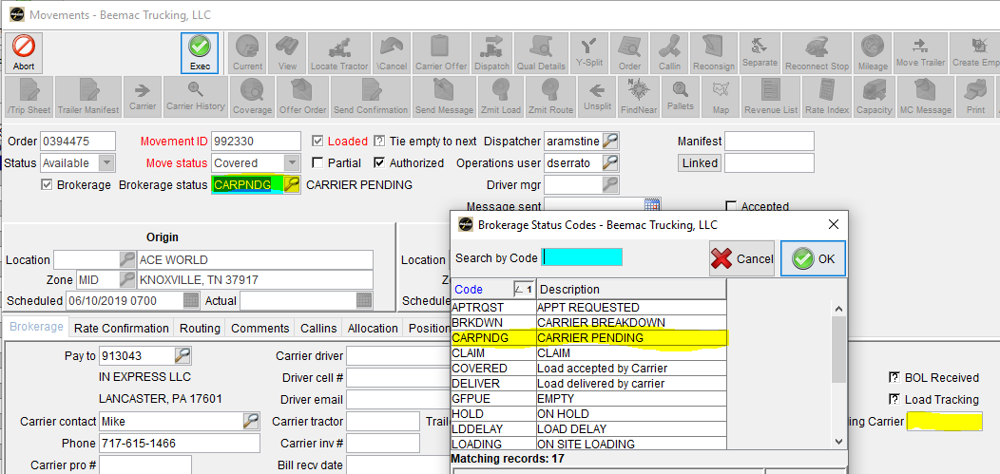 Movements - Beemac Trucking, LLC
Abort Exec Current View Locate Tractor \Cancel Carrier Offer Dispatch Qual Details Y-Split Order Callin Reconsign Separate Reconnect Stop Mileage Move Trailer Create Emp
/Trip Sheet Trailer Manifest Carrier Carrier History Coverage Offer Order Send Confirmation Send Message Zmit Load Zmit Route Unsplit FindNear Pallets Map Revenue List Rate Index Capacity MC Message Print
Order 0394475 Movement ID 992330 Loaded ? Tie empty to next Dispatcher aramstine Manifest
Status Available Move status Covered Partial Authorized Operations user dserrato Linked
Brokerage Brokerage status CARPNDG CARRIER PENDING Driver mgr
Message sent Accepted
Origin
Location ACE WORLD Location
Zone MID KNOXVILLE, TN 37917
Scheduled 06/10/2019 0700 Actual Scheduled
Brokerage Rate Confirmation Routing Comments Callins Allocation Position
Pay to 913043 Carrier driver
IN EXPRESS LLC Driver cell # ? BOL Received
LANCASTER, PA 17601 Driver email ? Load Tracking
Carrier contact Mike Carrier tractor ing Carrier
Phone 717-615-1466 Carrier inv #
Carrier pro # Bill recv date
Brokerage Status Codes - Beemac Trucking, LLC
Search by Code Cancel OK
Code 1 Description
APTRQST APPT REQUESTED
BRKDWN CARRIER BREAKDOWN
CARPNDG CARRIER PENDING
CLAIM CLAIM
COVERED Load accepted by Carrier
DELIVER Load delivered by carrier
GFPUE EMPTY
HOLD ON HOLD
LDDELAY LOAD DELAY
LOADING ON SITE LOADING
Matching records: 17